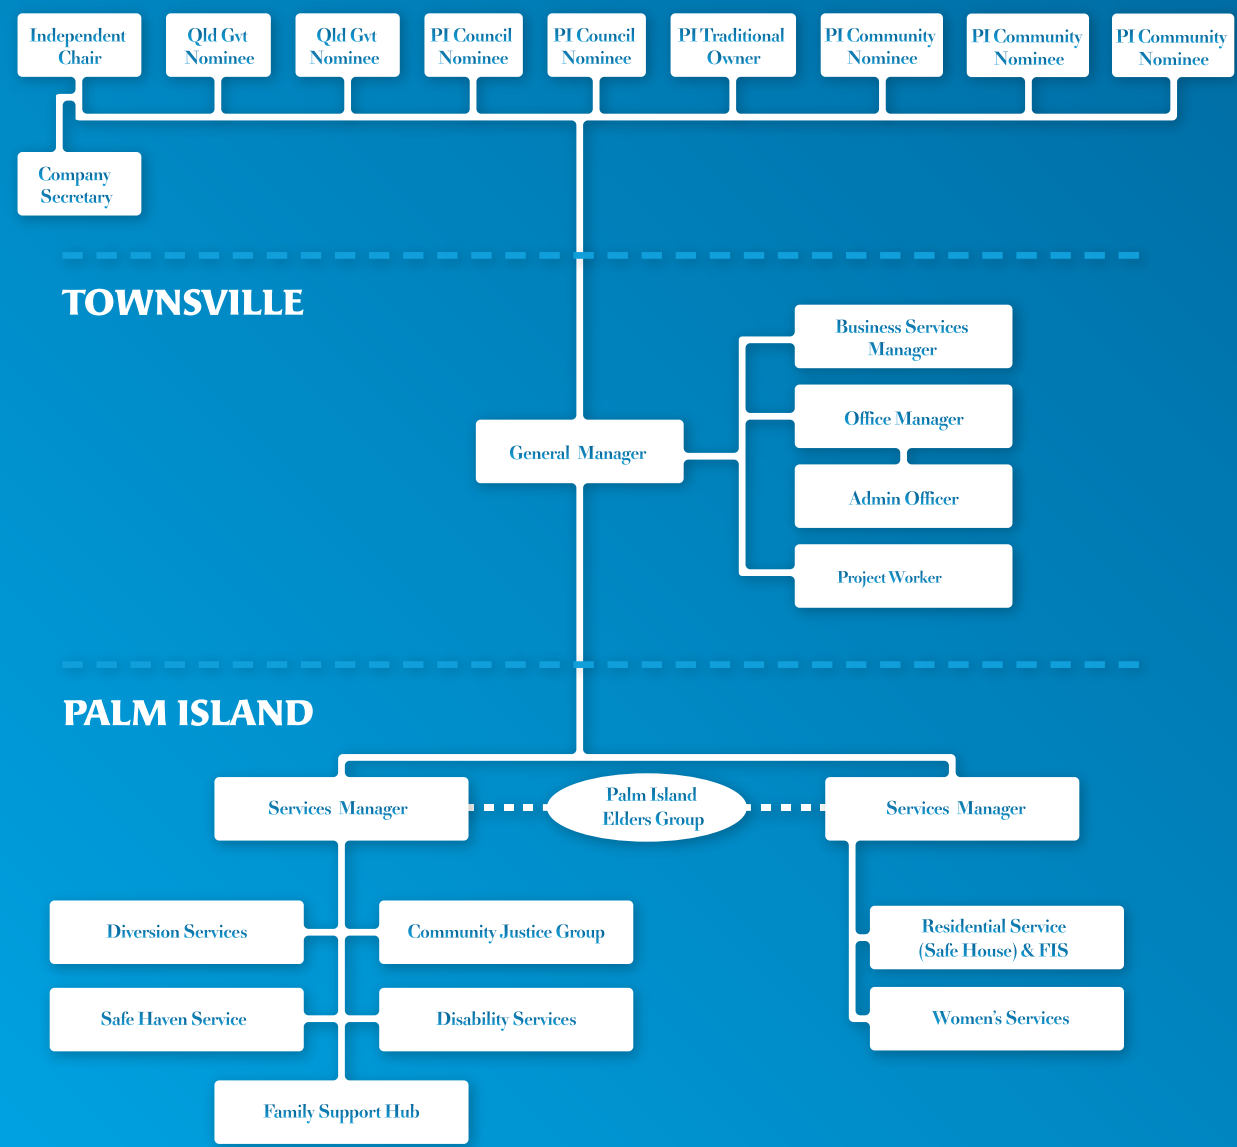 Independent
Chair
Qld Gvt
Nominee
Qld Gvt
Nominee
PI Council
Nominee
PI Council
Nominee
PI Traditional
Owner
PI Community
Nominee
PI Community
Nominee
PI Community
Nominee
Company
Secretary
TOWNSVILLE
Business Services
Manager
Office Manager
General Manager
Admin Officer
Project Worker
PALM ISLAND
Services Manager
Palm Island
Elders Group
Services Manager
Diversion Services
Community Justice Group
Residential Service
(Safe House) & FIS
Safe Haven Service
Disability Services
Women's Services
Family Support Hub